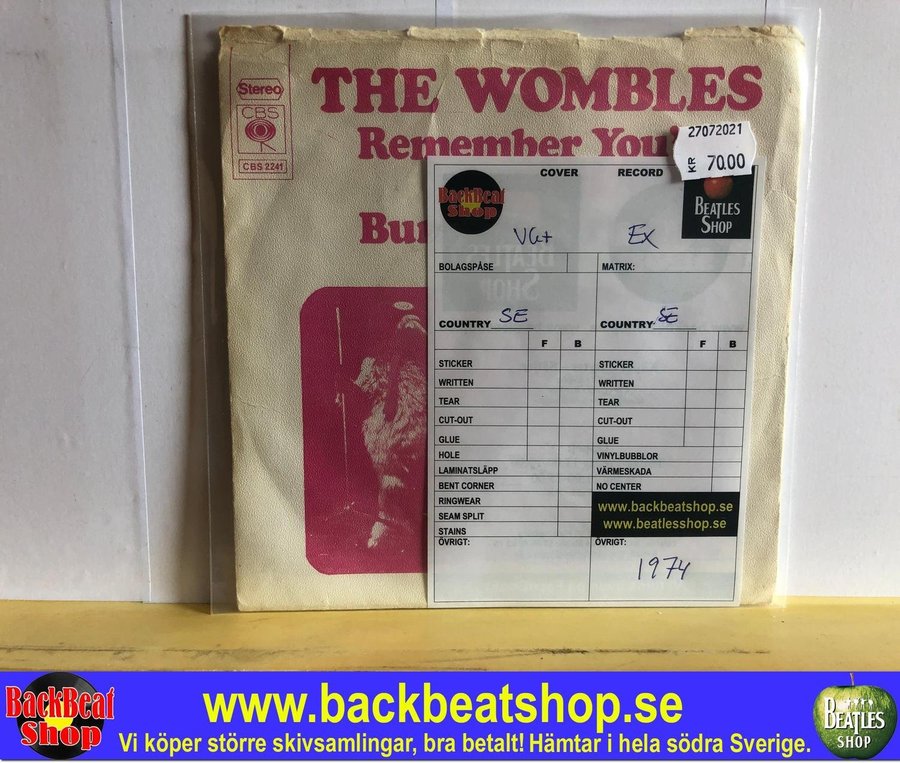 Stereo
CBS
CBS 2241
THE WOMBLES
Remember You
27072021
KR 70.00
COVER RECORD
BackBeat Shop
BEATLES SHOP
VG+ Ex
BOLAGSPÅSE MATRIX:
COUNTRY SE COUNTRY SE
F B F B
STICKER STICKER
WRITTEN WRITTEN
TEAR TEAR
CUT-OUT CUT-OUT
GLUE GLUE
HOLE VINYLBUBBLOR
LAMINATSLÄPP VÄRMESKADA
BENT CORNER NO CENTER
RINGWEAR
SEAM SPLIT
STAINS
www.backbeatshop.se
www.beatlesshop.se
ÖVRIGT: ÖVRIGT:
1974
BackBeat Shop
www.backbeatshop.se
Vi köper större skivsamlingar, bra betalt! Hämtar i hela södra Sverige.
BEATLES SHOP